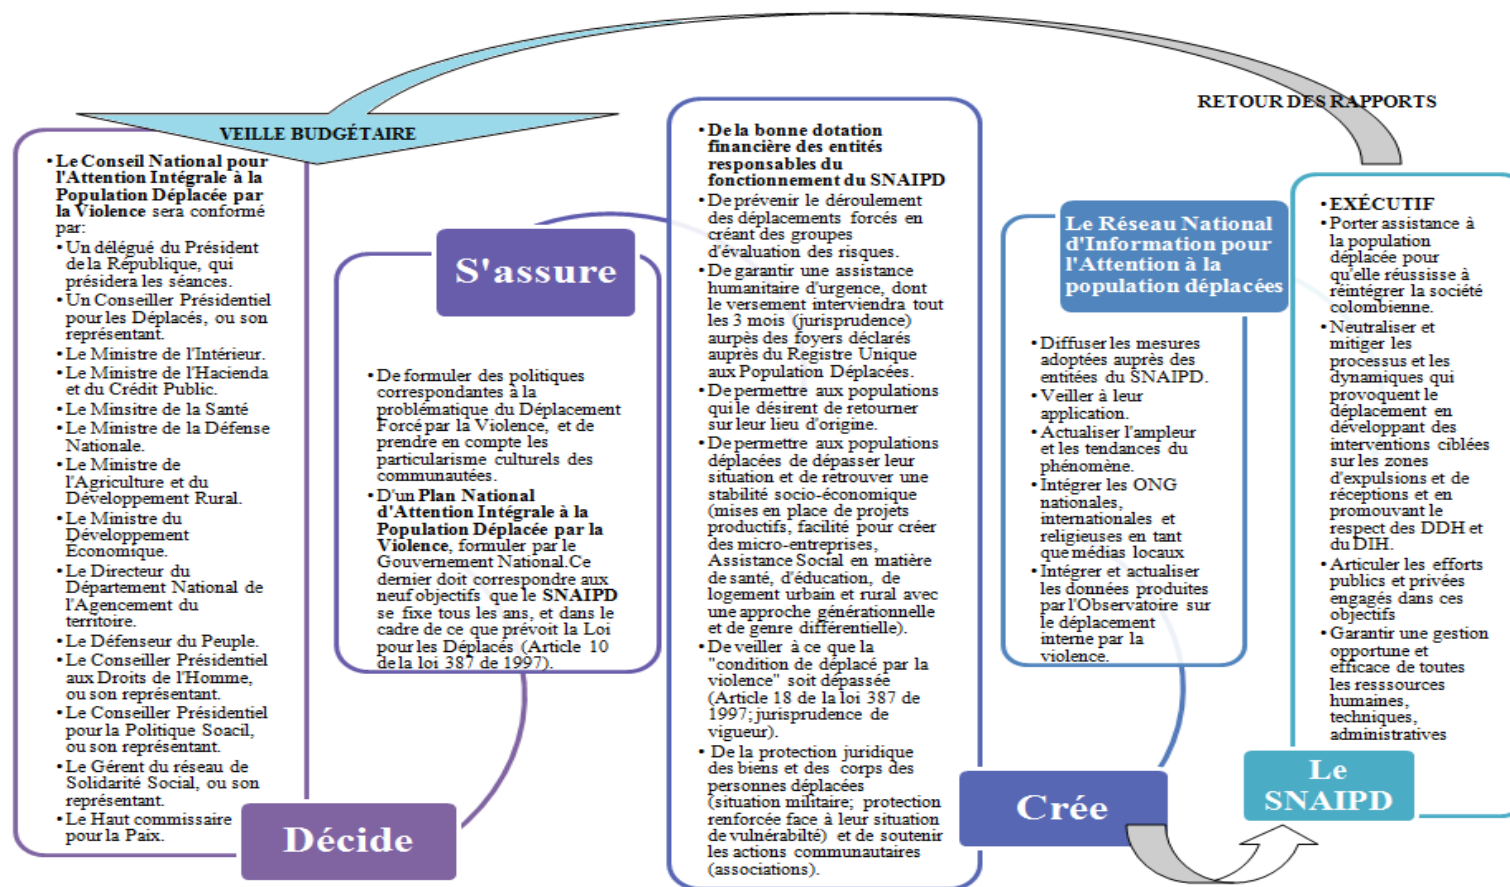 RETOUR DES RAPPORTS
VEILLE BUDGÉTAIRE
• Le Conseil National pour
l'Attention Intégrale à la
Population Déplacée par
la Violence sera conformé
par:
• Un délégué du Président
de la République, qui
présidera les séances.
• Un Conseiller Présidentiel
pour les Déplacés, ou son
représentant.
• Le Ministre de l'Intérieur.
• Le Ministre de l'Hacienda
et du Crédit Public.
• Le Minsitre de la Santé
• Le Ministre de la Défense
Nationale.
• Le Ministre de
l'Agriculture et du
Développement Rural.
• Le Ministre du
Développement
Économique.
• Le Directeur du
Département National de
l'Agencement du
territoire.
• Le Défenseur du Peuple.
• Le Conseiller Présidentiel
aux Droits de l'Homme,
ou son représentant.
• Le Conseiller Présidentiel
pour la Politique Soacil,
ou son représentant.
• Le Gérent du réseau de
Solidarité Social, ou son
représentant.
• Le Haut commissaire
pour la Paix.
Décide
S'assure
• De formuler des politiques
correspondantes à la
problématique du Déplacement
Forcé par la Violence, et de
prendre en compte les
particularisme culturels des
communautées.
• D'un Plan National
d'Attention Intégrale à la
Population Déplacée par la
Violence, formuler par le
Gouvernement National.Ce
dernier doit correspondre aux
neuf objectifs que le SNAIPD
se fixe tous les ans, et dans le
cadre de ce que prévoit la Loi
pour les Déplacés (Article 10
de la loi 387 de 1997).
• De la bonne dotation
financière des entités
responsables du
fonctionnement du SNAIPD
• De prévenir le déroulement
des déplacements forcés en
créant des groupes
d'évaluation des risques.
• De garantir une assistance
humanitaire d'urgence, dont
le versement interviendra tout
les 3 mois (jurisprudence)
aurpès des foyers déclarés
auprès du Registre Unique
aux Population Déplacées.
• De permettre aux populations
qui le désirent de retourner
sur leur lieu d'origine.
• De permettre aux populations
déplacées de dépasser leur
situation et de retrouver une
stabilité socio-économique
(mises en place de projets
productifs, facilité pour créer
des micro-entreprises,
Assistance Social en matière
de santé, d'éducation, de
logement urbain et rural avec
une approche générationnelle
et de genre différentielle).
• De veiller à ce que la
"condition de déplacé par la
violence" soit dépassée
(Article 18 de la loi 387 de
1997; jurisprudence de
vigueur).
• De la protection juridique
des biens et des corps des
personnes déplacées
(situation militaire; protection
renforcée face à leur situation
de vulnérabilté) et de soutenir
les actions communautaires
(associations).
Crée
Le Réseau National
d'Information pour
l'Attention à la
population déplacées
• Diffuser les mesures
adoptées auprès des
entitées du SNAIPD.
• Veiller à leur
application.
• Actualiser l'ampleur
et les tendances du
phénomène.
• Intégrer les ONG
nationales,
internationales et
religieuses en tant
que médias locaux
• Intégrer et actualiser
les données produites
par l'Observatoire sur
le déplacement
interne par la
violence.
• EXÉCUTIF
• Porter assistance à
la population
déplacée pour
qu'elle réussisse à
réintégrer la société
colombienne.
• Neutraliser et
mitiger les
processus et les
dynamiques qui
provoquent le
déplacement en
développant des
interventions ciblées
sur les zones
d'expulsions et de
réceptions et en
promouvant le
respect des DDH et
du DIH.
• Articuler les efforts
publics et privées
engagés dans ces
objectifs
• Garantir une gestion
opportune et
efficace de toutes
les resssources
humaines,
techniques,
administratives
Le
SNAIPD